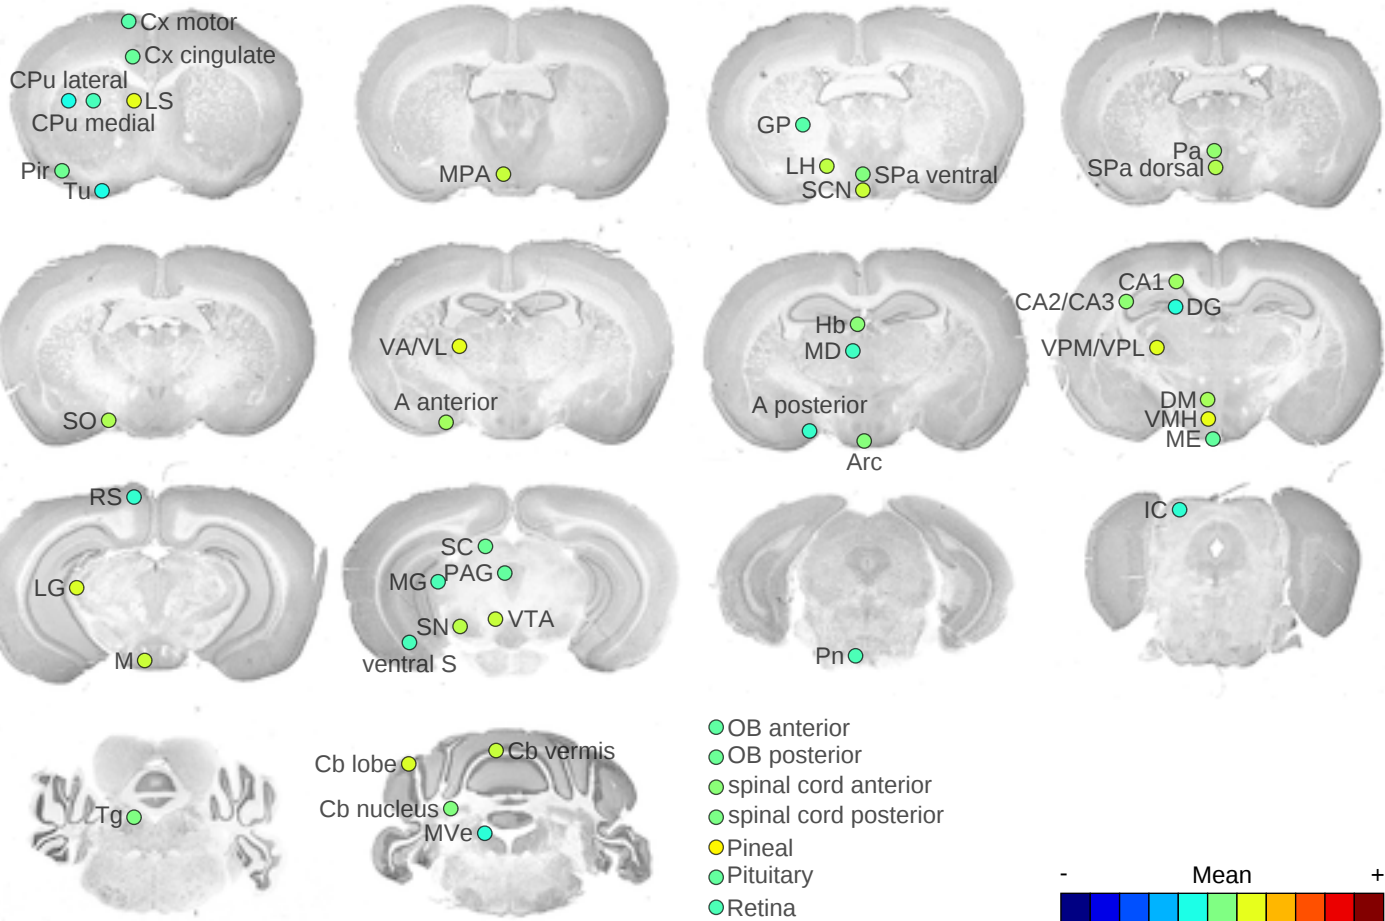 Cx motor
Cx cingulate
CPu lateral
LS
CPu medial
Pir
Tu
MPA
GP
LH
SPa ventral
SCN
Pa
SPa dorsal
SO
VA/VL
A anterior
Hb
MD
A posterior
Arc
CA1
CA2/CA3
DG
VPM/VPL
DM
VMH
ME
RS
LG
M
SC
PAG
MG
VTA
SN
ventral S
Pn
IC
Tg
Cb lobe
Cb vermis
Cb nucleus
MVe
OB anterior
OB posterior
spinal cord anterior
spinal cord posterior
Pineal
Pituitary
Retina
- Mean +